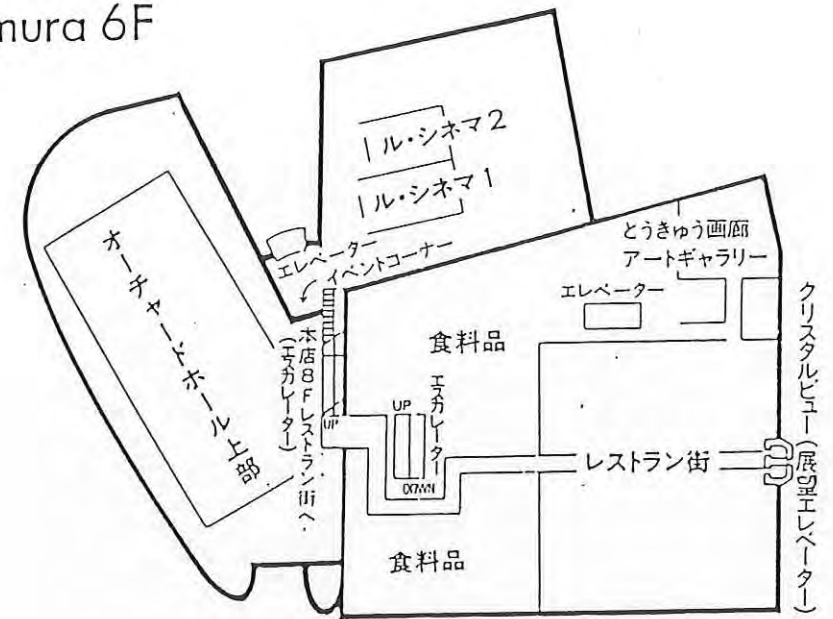 mura 6F
ル・シネマ2
ル・シネマ1
エレベーター
イベントコーナー
オーチャードホール上部
本店8Fレストラン街へ
(エスカレーター)
UP
食料品
UP
エスカレーター
DOWN
エレベーター
とうきゅう画廊
アートギャラリー
レストラン街
クリスタルビュー(展望エレベーター)
食料品